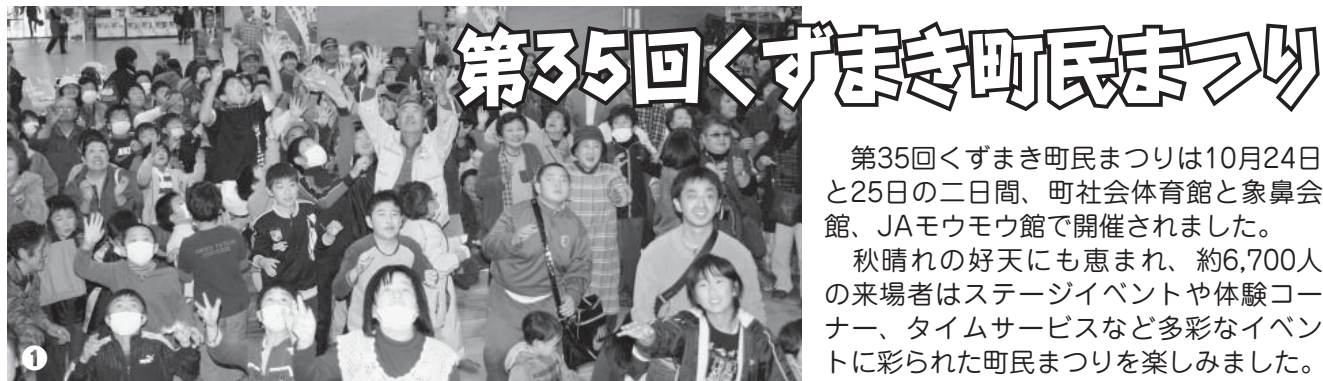 第35回くずまき町民まつり
　第35回くずまき町民まつりは10月24日
と25日の二日間、町社会体育館と象鼻会
館、JAモウモウ館で開催されました。
　秋晴れの好天にも恵まれ、約6,700人
の来場者はステージイベントや体験コー
ナー、タイムサービスなど多彩なイベン
トに彩られた町民まつりを楽しみました。
1